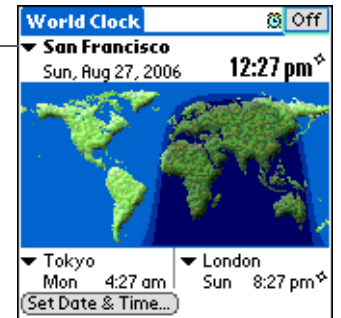 World Clock Off
San Francisco
Sun, Aug 27, 2006 12:27 pm
Tokyo London
Mon 4:27 am Sun 8:27 pm
Set Date & Time...